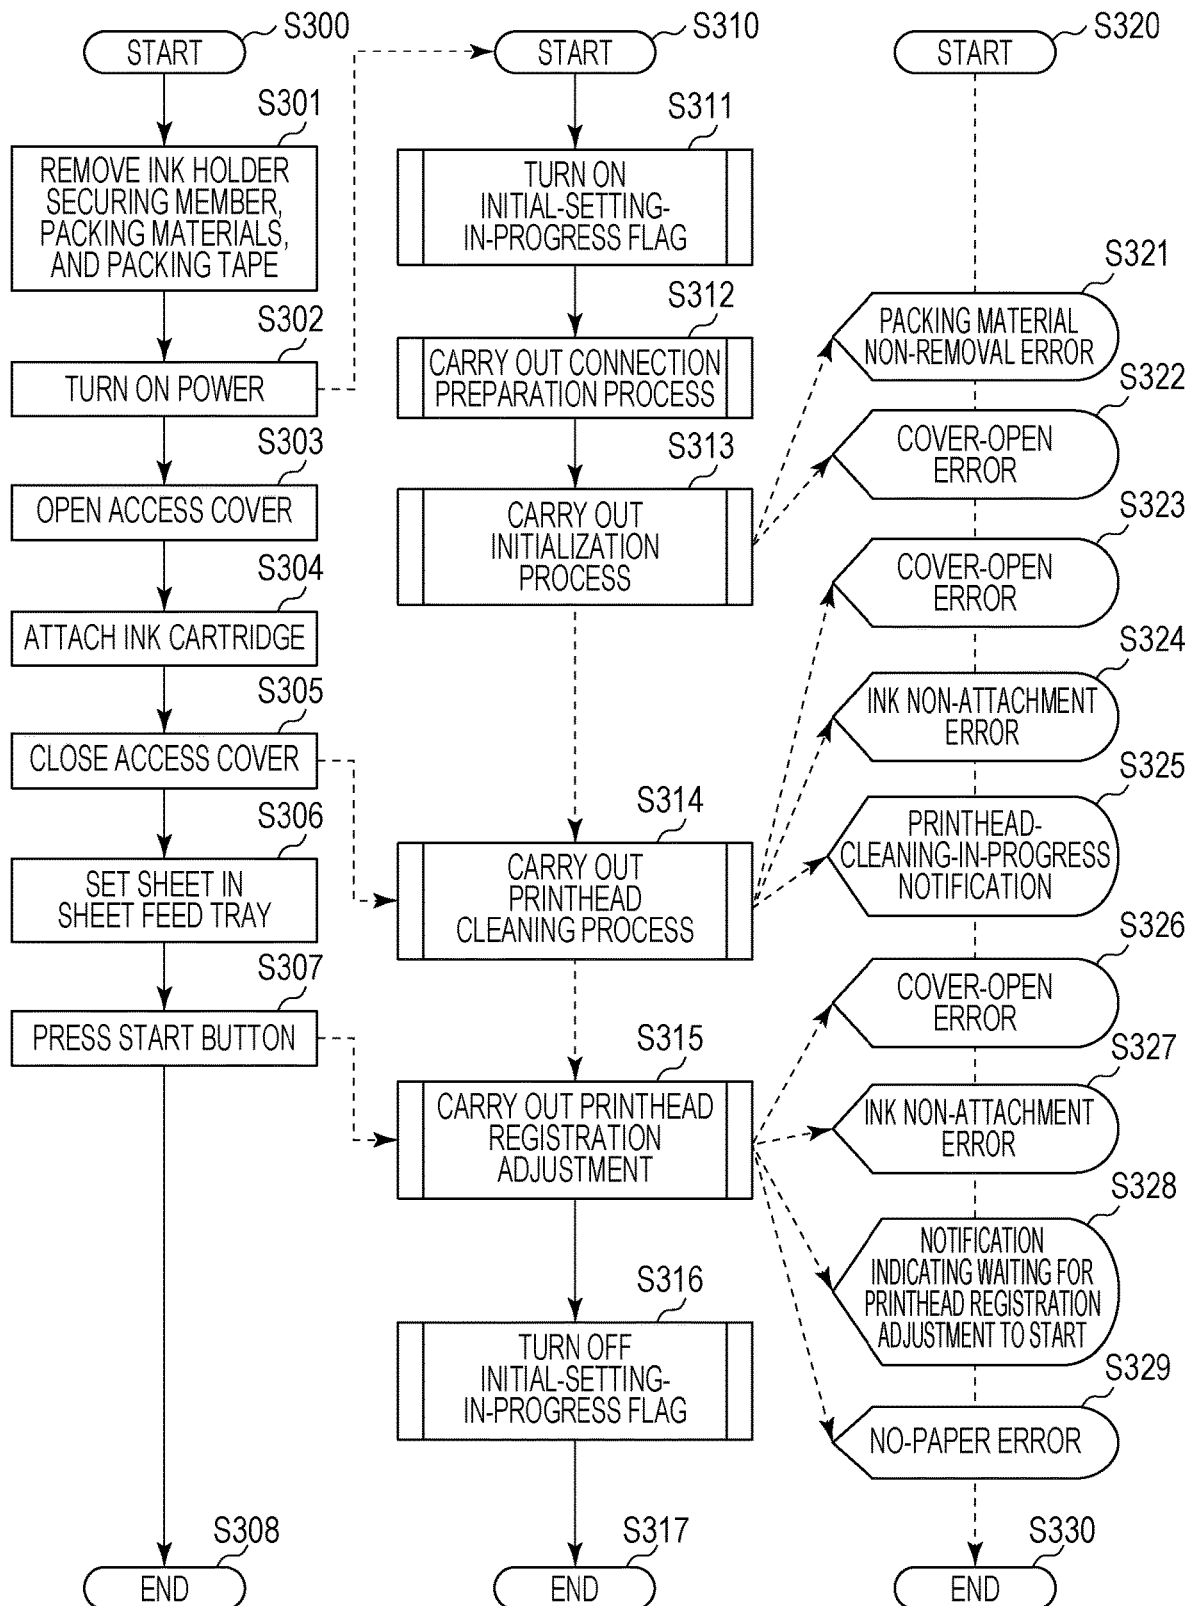 S300
START
S301
REMOVE INK HOLDER
SECURING MEMBER,
PACKING MATERIALS,
AND PACKING TAPE
S302
TURN ON POWER
S303
OPEN ACCESS COVER
S304
ATTACH INK CARTRIDGE
S305
CLOSE ACCESS COVER
S306
SET SHEET IN
SHEET FEED TRAY
S307
PRESS START BUTTON
S308
END
S310
START
S311
TURN ON
INITIAL-SETTING-
IN-PROGRESS FLAG
S312
CARRY OUT CONNECTION
PREPARATION PROCESS
S313
CARRY OUT
INITIALIZATION
PROCESS
S314
CARRY OUT
PRINTHEAD
CLEANING PROCESS
S315
CARRY OUT PRINTHEAD
REGISTRATION
ADJUSTMENT
S316
TURN OFF
INITIAL-SETTING-
IN-PROGRESS FLAG
S317
END
S320
START
S321
PACKING MATERIAL
NON-REMOVAL ERROR
S322
COVER-OPEN
ERROR
S323
COVER-OPEN
ERROR
S324
INK NON-ATTACHMENT
ERROR
S325
PRINTHEAD-
CLEANING-IN-PROGRESS
NOTIFICATION
S326
COVER-OPEN
ERROR
S327
INK NON-ATTACHMENT
ERROR
S328
NOTIFICATION
INDICATING WAITING FOR
PRINTHEAD REGISTRATION
ADJUSTMENT TO START
S329
NO-PAPER ERROR
S330
END